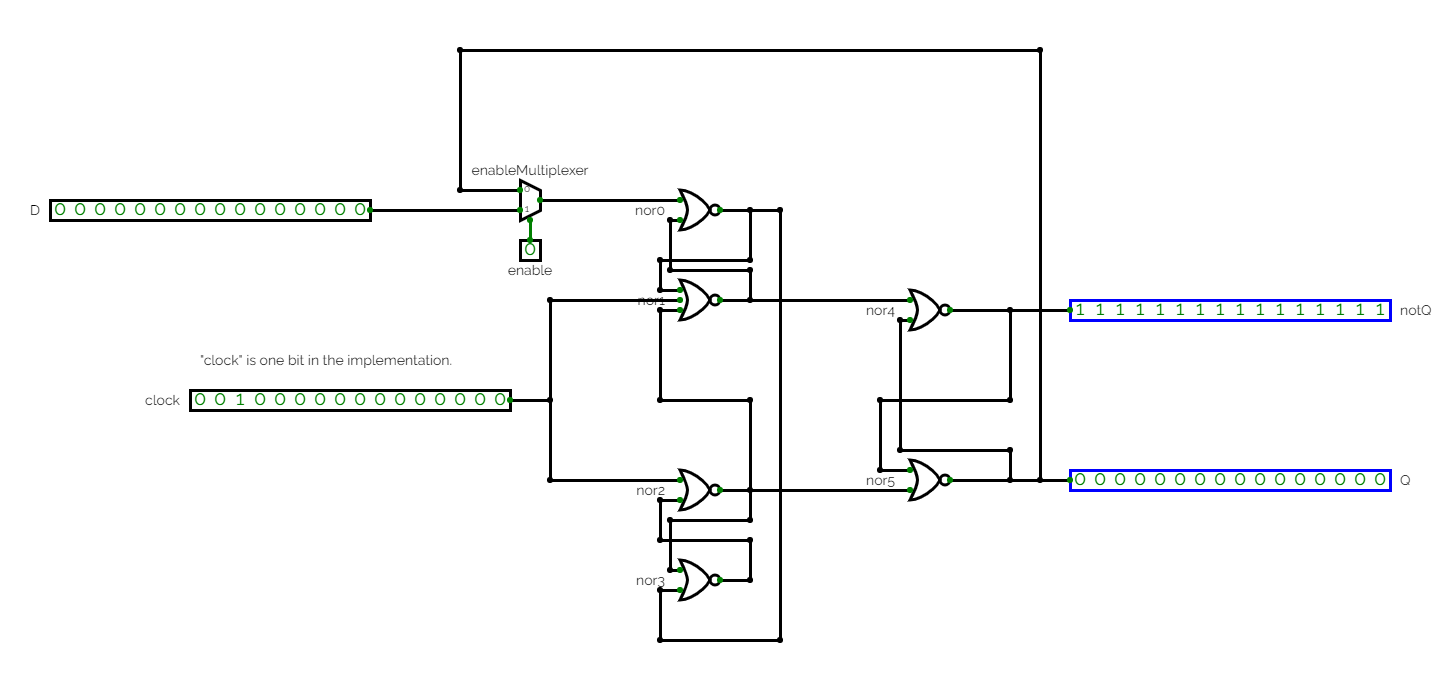 enableMultiplexer
0
D 0 0 0 0 0 0 0 0 0 0 0 0 0 0 0 0
1
nor0
0
enable
nor1
nor4
1 1 1 1 1 1 1 1 1 1 1 1 1 1 1 1 notQ
"clock" is one bit in the implementation.
clock 0 0 1 0 0 0 0 0 0 0 0 0 0 0 0 0
nor2
nor5
0 0 0 0 0 0 0 0 0 0 0 0 0 0 0 0 Q
nor3